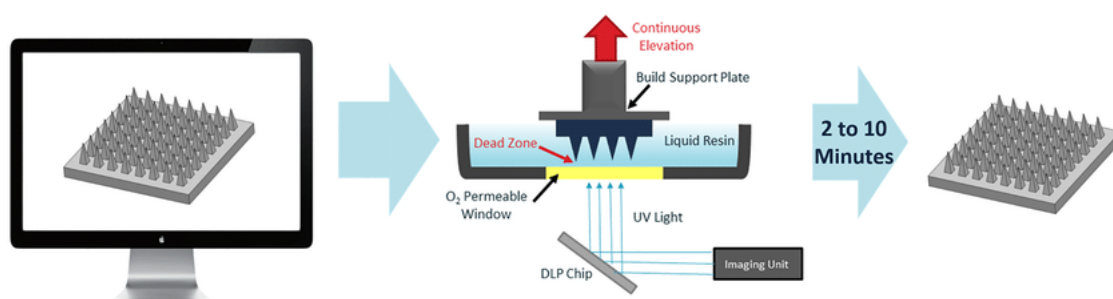 Continuous
Elevation
Build Support Plate
Dead Zone
Liquid Resin
O₂ Permeable
Window
UV Light
DLP Chip
Imaging Unit
2 to 10
Minutes